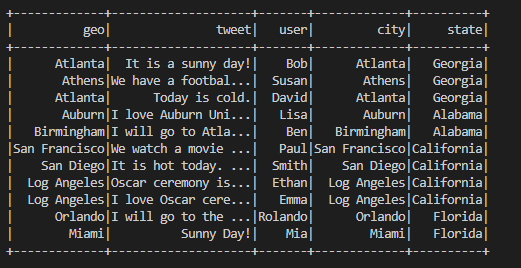 +-------------+--------------------+-------+-------------+----------+
| geo| tweet| user| city| state|
+-------------+--------------------+-------+-------------+----------+
| Atlanta| It is a sunny day!| Bob| Atlanta| Georgia|
| Athens|We have a footbal...| Susan| Athens| Georgia|
| Atlanta| Today is cold.| David| Atlanta| Georgia|
| Auburn|I love Auburn Uni...| Lisa| Auburn| Alabama|
| Birmingham|I will go to Atla...| Ben| Birmingham| Alabama|
|San Francisco|We watch a movie ...| Paul|San Francisco|California|
| San Diego|It is hot today. ...| Smith| San Diego|California|
| Log Angeles|Oscar ceremony is...| Ethan| Log Angeles|California|
| Log Angeles|I love Oscar cere...| Emma| Log Angeles|California|
| Orlando|I will go to the ...|Rolando| Orlando| Florida|
| Miami| Sunny Day!| Mia| Miami| Florida|
+-------------+--------------------+-------+-------------+----------+